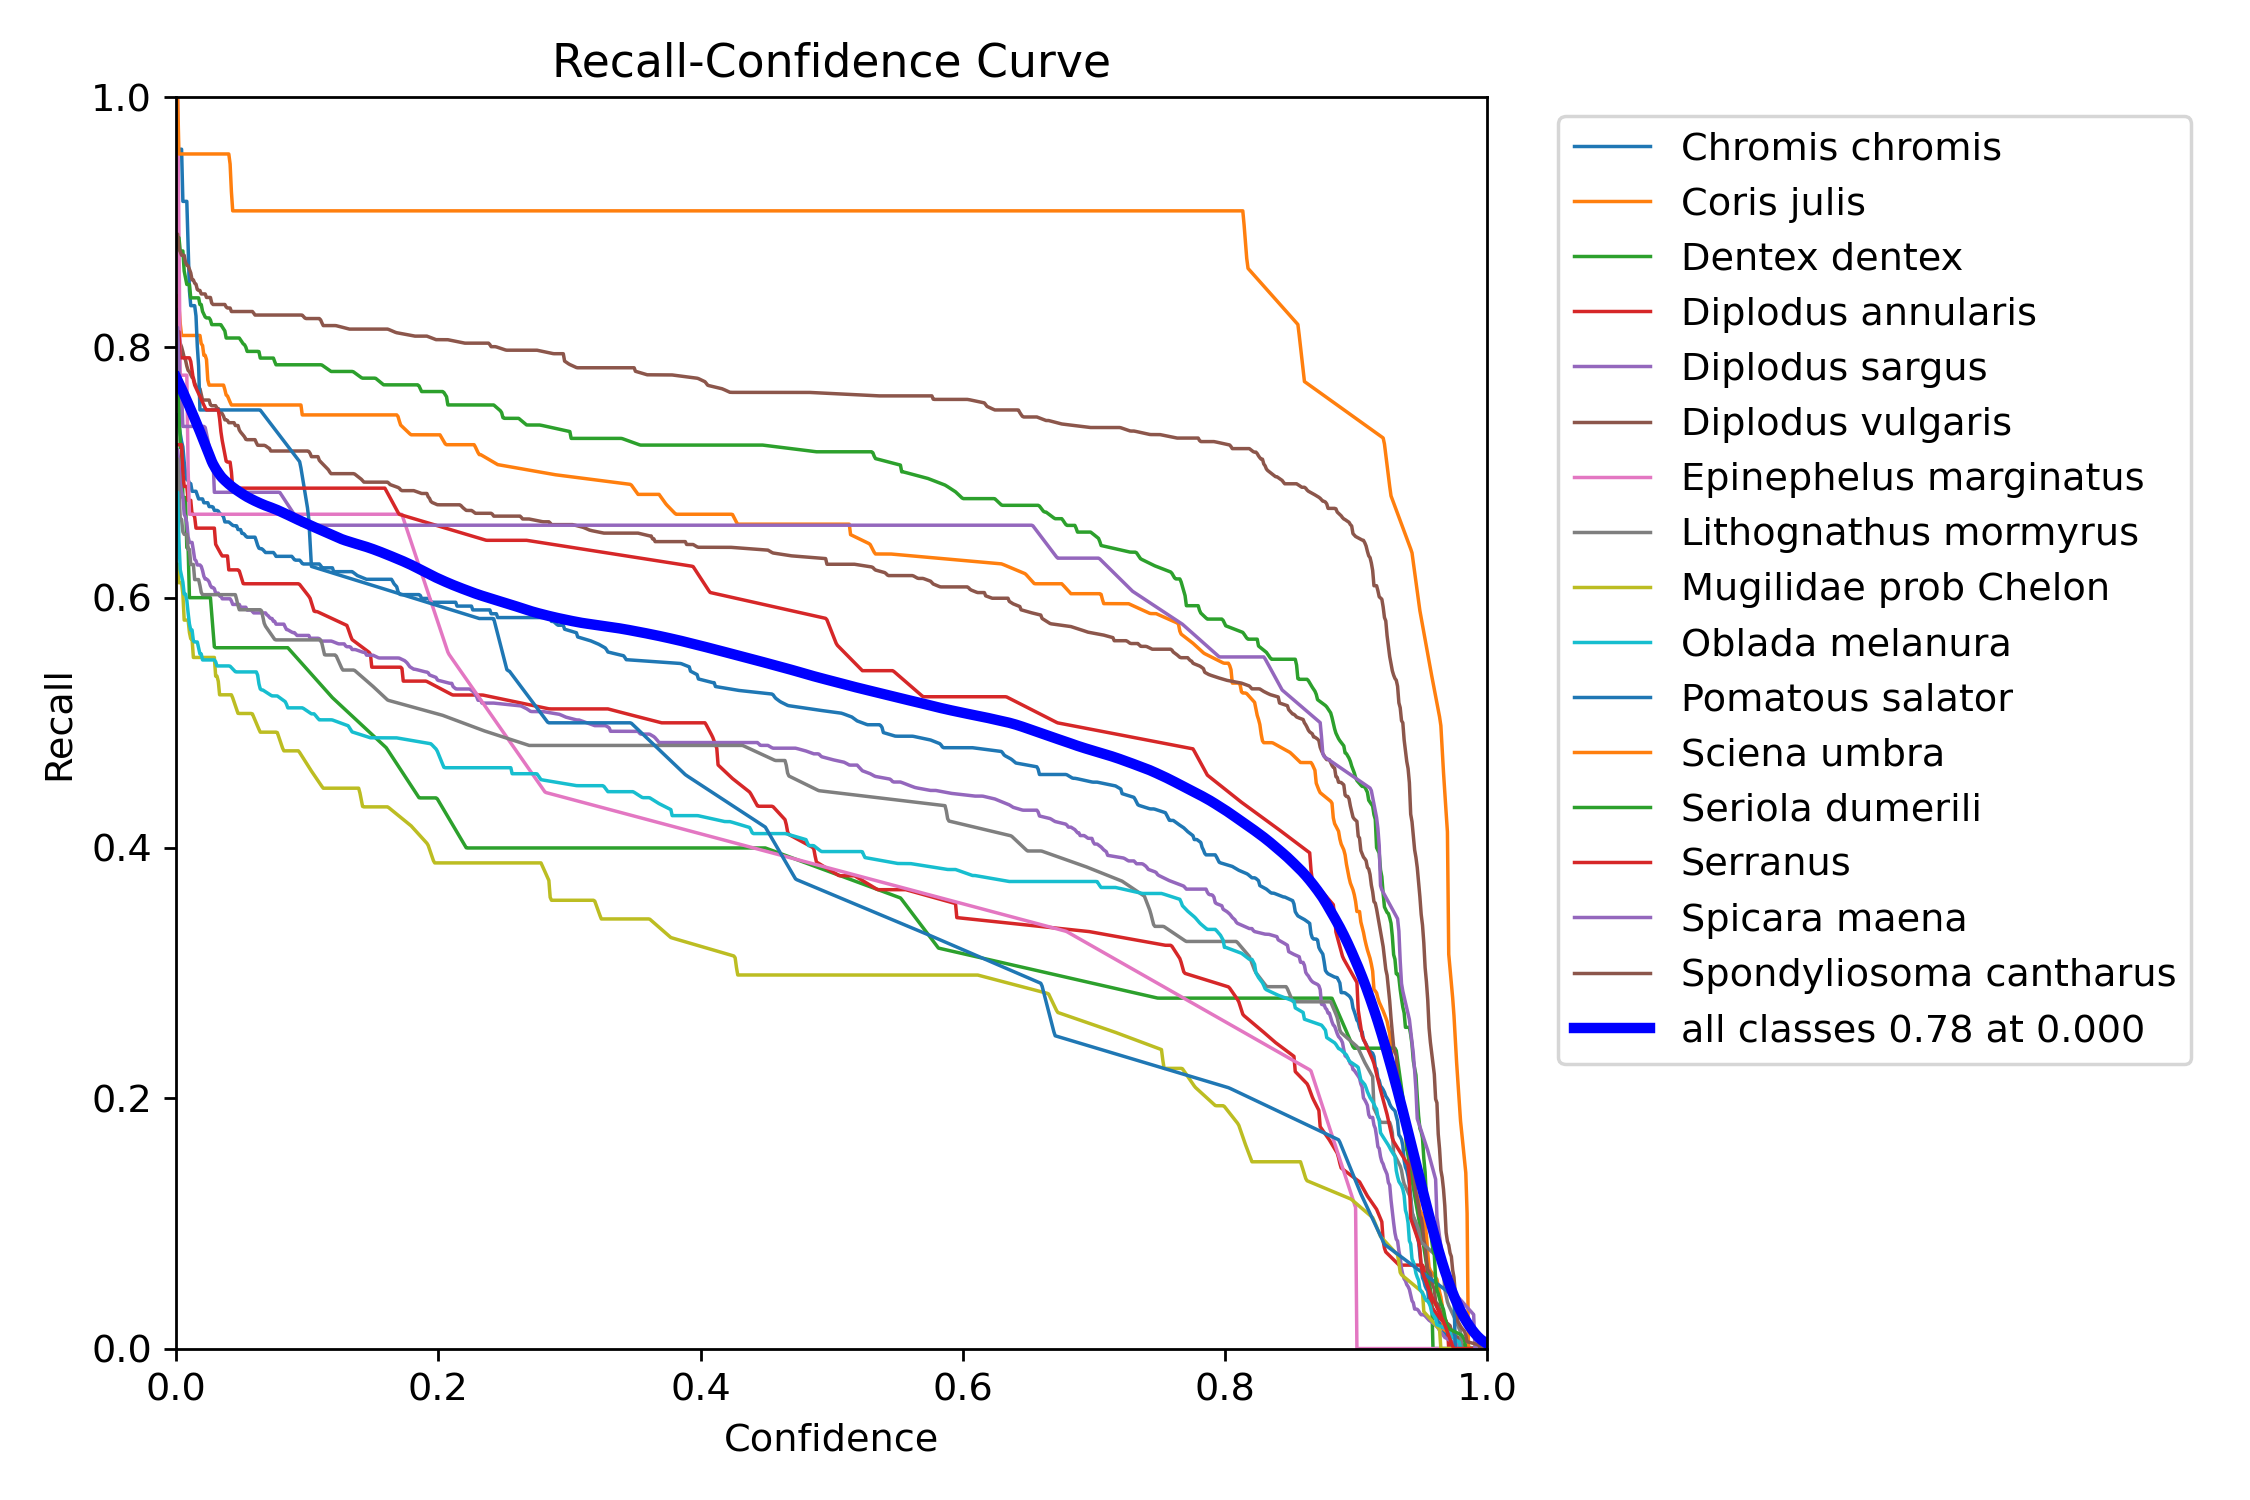 Recall-Confidence Curve
1.0
0.8
0.6
0.4
0.2
0.0
Recall
0.0 0.2 0.4 0.6 0.8 1.0
Confidence
Chromis chromis
Coris julis
Dentex dentex
Diplodus annularis
Diplodus sargus
Diplodus vulgaris
Epinephelus marginatus
Lithognathus mormyrus
Mugilidae prob Chelon
Oblada melanura
Pomatous salator
Sciena umbra
Seriola dumerili
Serranus
Spicara maena
Spondyliosoma cantharus
all classes 0.78 at 0.000